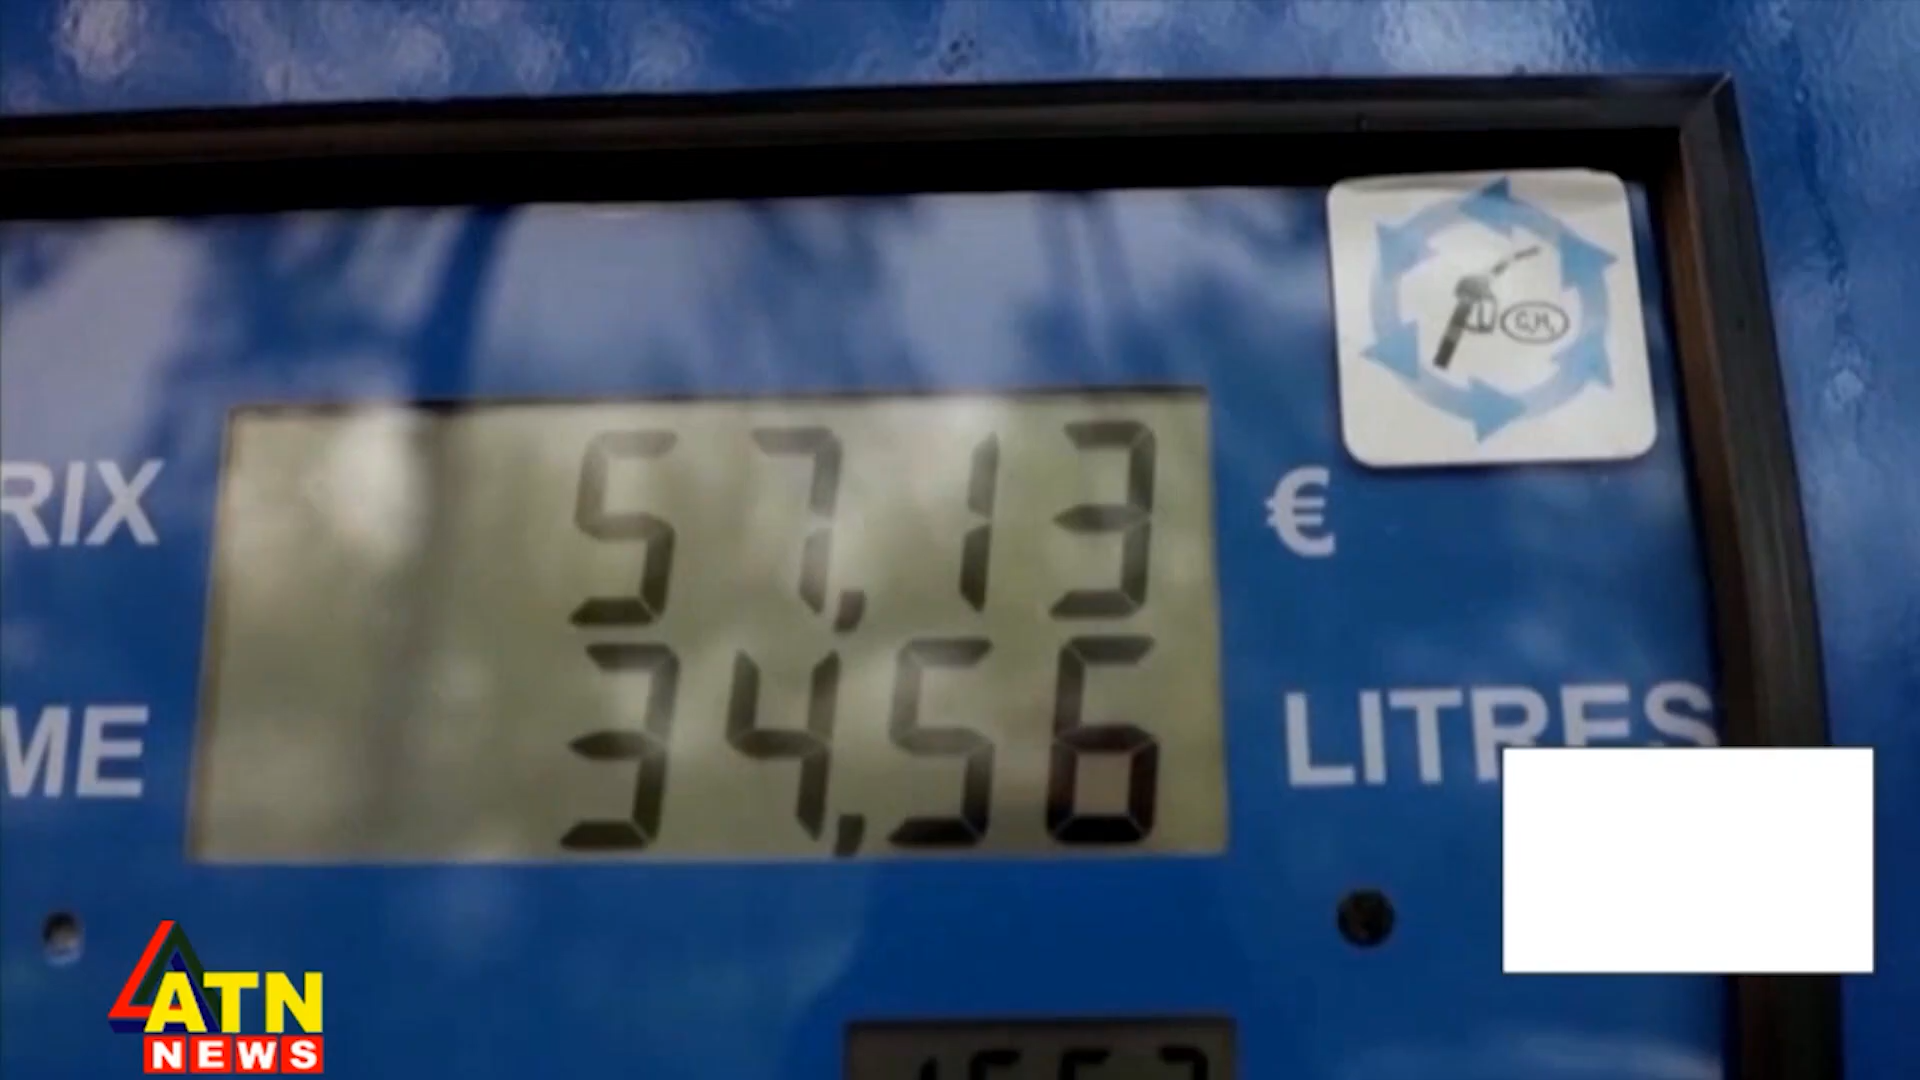 RIX 57,13 €
ME 34,56 LITRES
ATN
NEWS